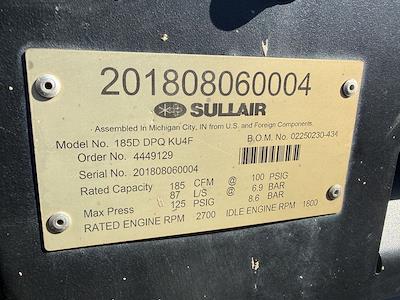 201808060004
SULLAIR
Assembled In Michigan City, IN from U.S. and Foreign Components
Model No. 185D DPQ KU4F B.O.M. No. 02250230-434
Order No. 4449129
Serial No. 201808060004
Rated Capacity 185 CFM @ 100 PSIG
87 L/S @ 6.9 BAR
Max Press 125 PSIG 8.6 BAR
RATED ENGINE RPM 2700 IDLE ENGINE RPM 1800